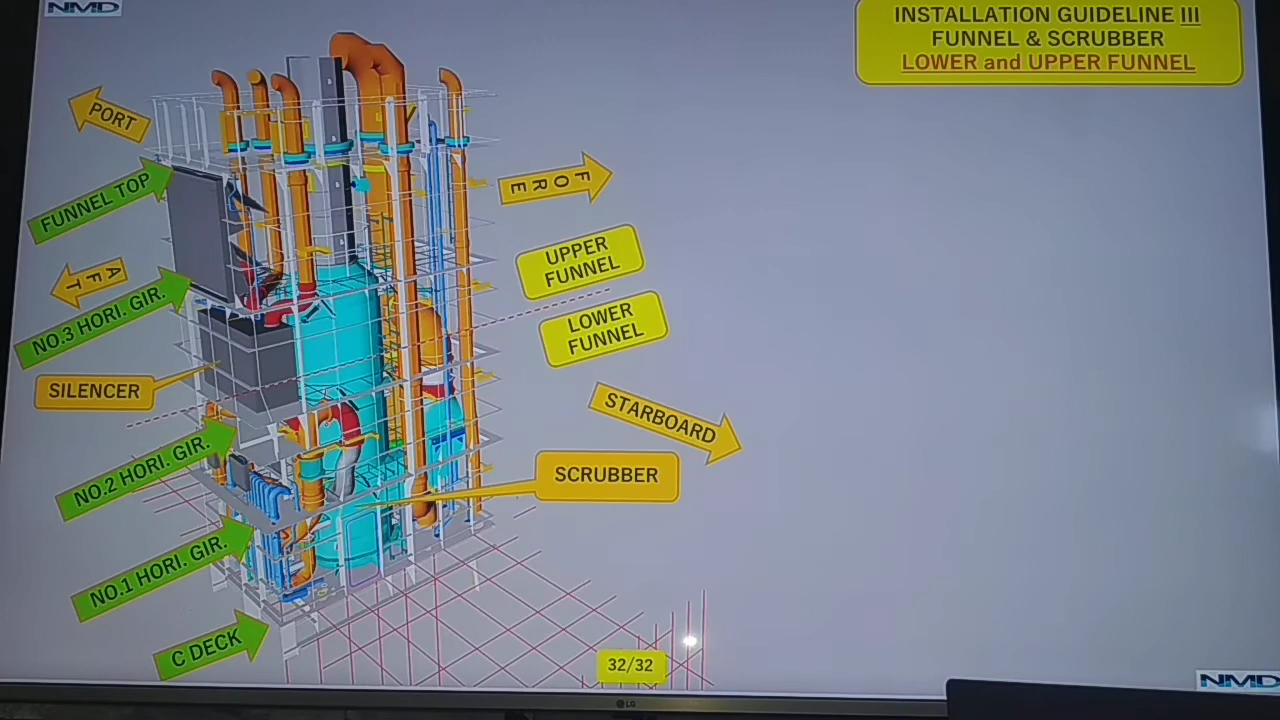 NMD
INSTALLATION GUIDELINE III
FUNNEL & SCRUBBER
LOWER and UPPER FUNNEL
PORT
FUNNEL TOP
FORE
AFT
UPPER
FUNNEL
NO.3 HORI. GIR.
LOWER
FUNNEL
SILENCER
STARBOARD
NO.2 HORI. GIR.
SCRUBBER
NO.1 HORI. GIR.
C DECK
32/32
NMD
LG